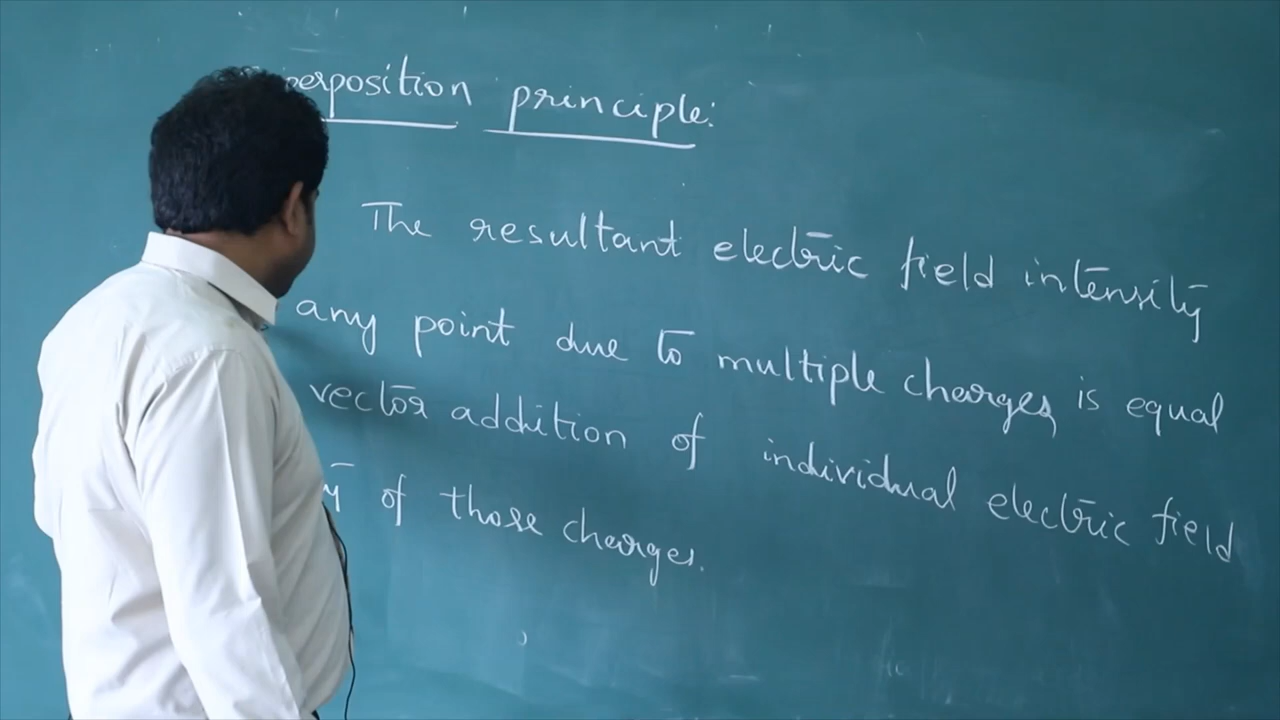 perposition principle:
The resultant electric field intensity
any point due to multiple charges is equal
vector addition of individual electric field
y of those charges.